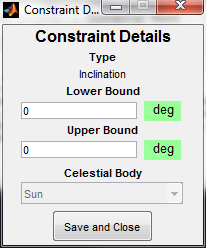 Constraint D...
Constraint Details
Type
Inclination
Lower Bound
0 deg
Upper Bound
0 deg
Celestial Body
Sun
Save and Close